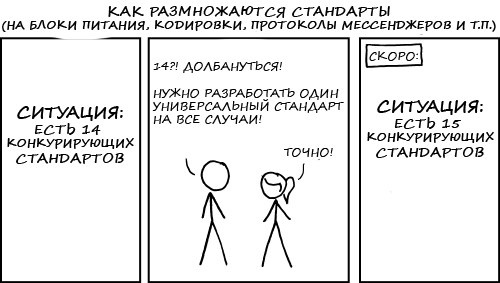 КАК РАЗМНОЖАЮТСЯ СТАНДАРТЫ
(НА БЛОКИ ПИТАНИЯ, КОДИРОВКИ, ПРОТОКОЛЫ МЕССЕНДЖЕРОВ И Т.П.)
СИТУАЦИЯ:
ЕСТЬ 14
КОНКУРИРУЮЩИХ
СТАНДАРТОВ
14?! ДОЛБАНУТЬСЯ!
НУЖНО РАЗРАБОТАТЬ ОДИН
УНИВЕРСАЛЬНЫЙ СТАНДАРТ
НА ВСЕ СЛУЧАИ!
ТОЧНО!
СКОРО:
СИТУАЦИЯ:
ЕСТЬ 15
КОНКУРИРУЮЩИХ
СТАНДАРТОВ